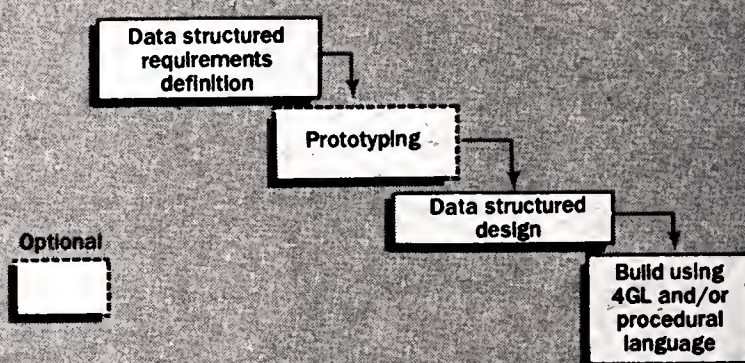 Data structured
requirements
definition
Prototyping
Data structured
design
Optional
Build using
4GL and/or
procedural
language